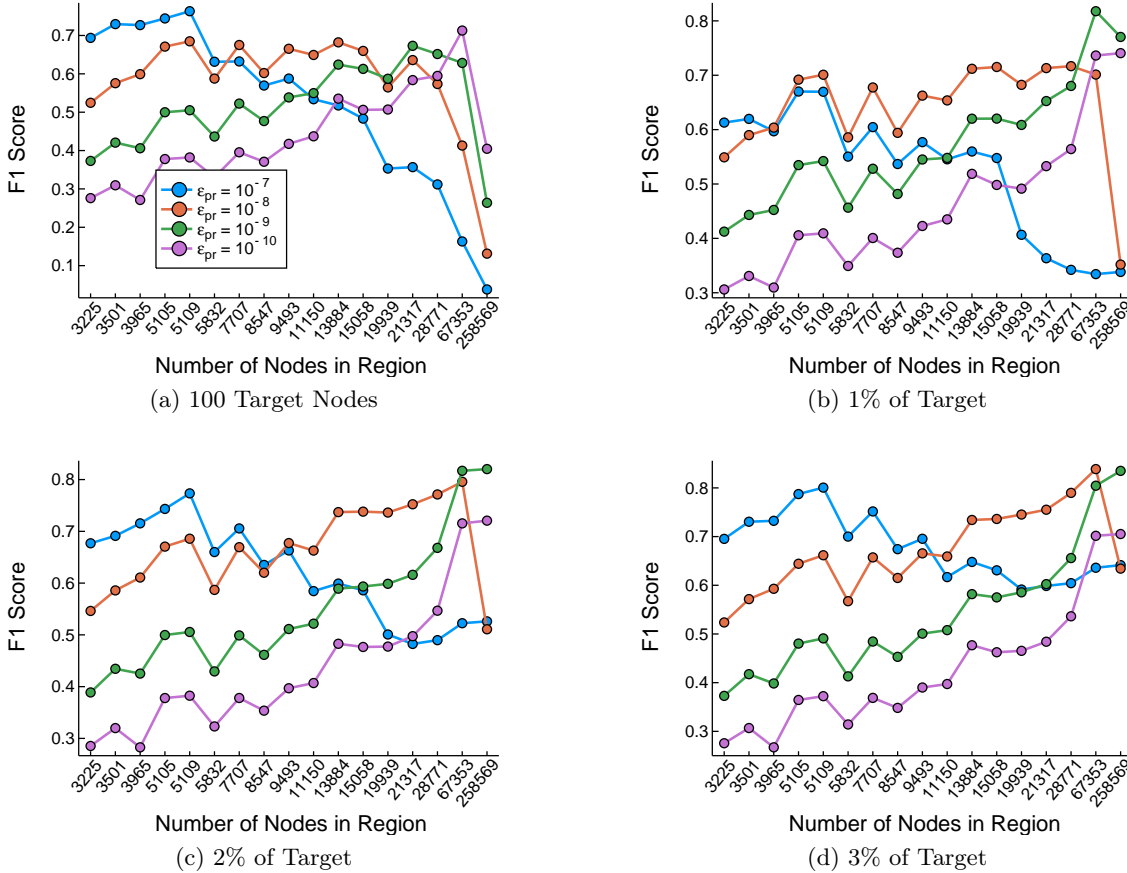 F1 Score
0.7
0.6
0.5
0.4
0.3
0.2
0.1
ε_pr = 10^-7
ε_pr = 10^-8
ε_pr = 10^-9
ε_pr = 10^-10
3225 3501 3965 5105 5109 5832 7707 8547 9493 11150 13884 15058 19939 21317 28771 67353 258569
Number of Nodes in Region
(a) 100 Target Nodes
F1 Score
0.8
0.7
0.6
0.5
0.4
0.3
3225 3501 3965 5105 5109 5832 7707 8547 9493 11150 13884 15058 19939 21317 28771 67353 258569
Number of Nodes in Region
(b) 1% of Target
F1 Score
0.8
0.7
0.6
0.5
0.4
0.3
3225 3501 3965 5105 5109 5832 7707 8547 9493 11150 13884 15058 19939 21317 28771 67353 258569
Number of Nodes in Region
(c) 2% of Target
F1 Score
0.8
0.7
0.6
0.5
0.4
0.3
3225 3501 3965 5105 5109 5832 7707 8547 9493 11150 13884 15058 19939 21317 28771 67353 258569
Number of Nodes in Region
(d) 3% of Target